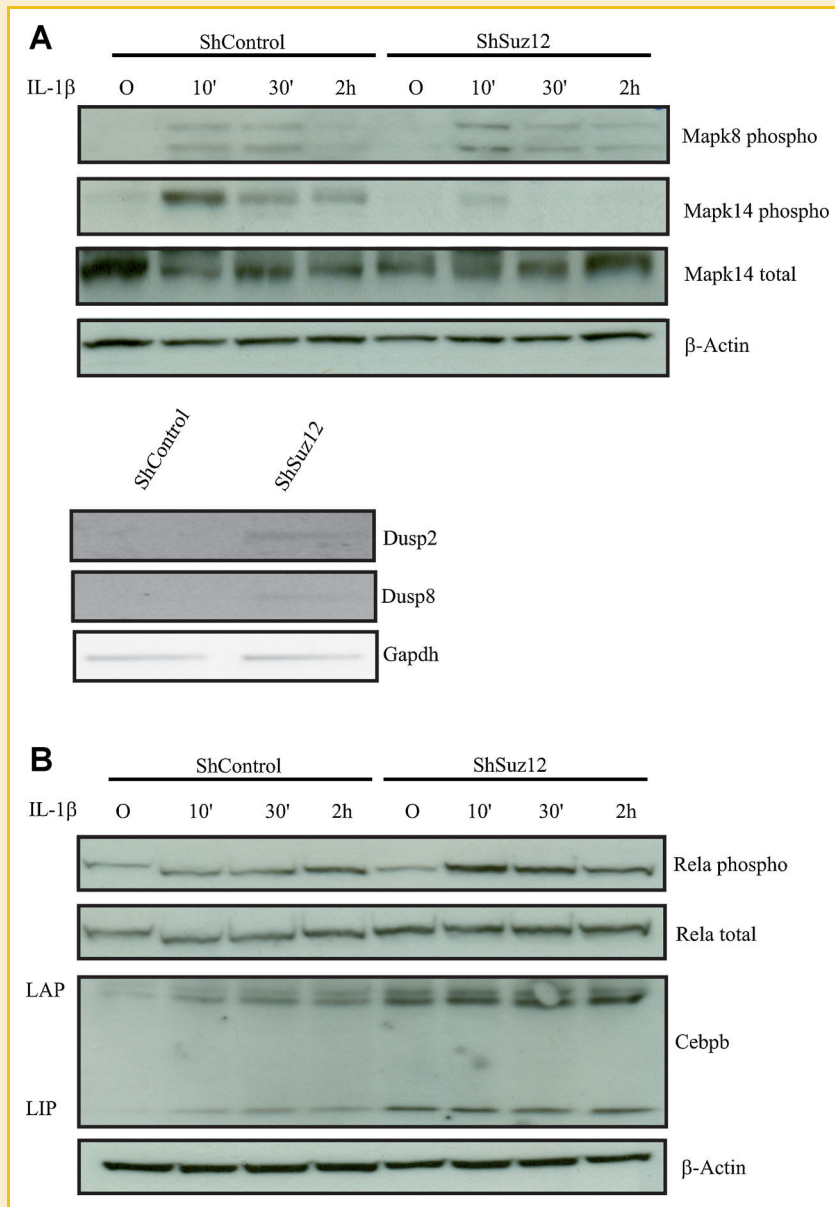 A
ShControl ShSuz12
IL-1β O 10' 30' 2h O 10' 30' 2h
Mapk8 phospho
Mapk14 phospho
Mapk14 total
β-Actin
ShControl ShSuz12
Dusp2
Dusp8
Gapdh
B
ShControl ShSuz12
IL-1β O 10' 30' 2h O 10' 30' 2h
Rela phospho
Rela total
LAP
Cebpb
LIP
β-Actin